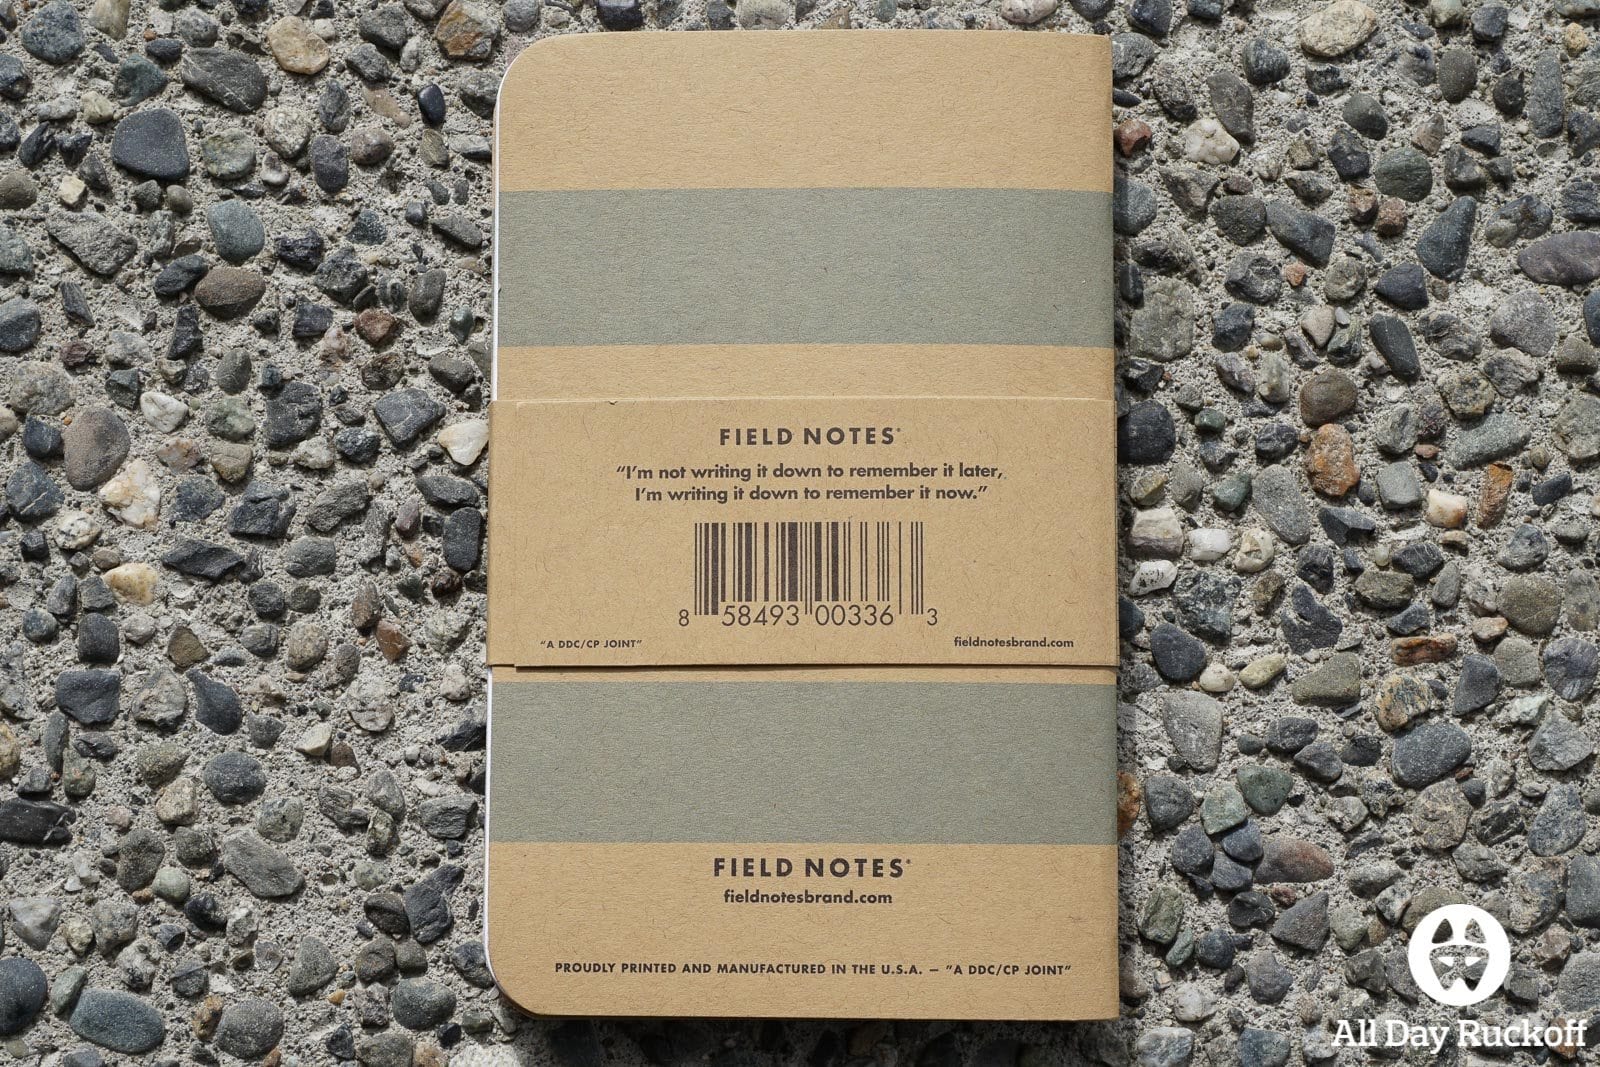 FIELD NOTES®
“I’m not writing it down to remember it later,
I’m writing it down to remember it now.”
8 58493 00336 3
“A DDC/CP JOINT”
fieldnotesbrand.com
FIELD NOTES®
fieldnotesbrand.com
PROUDLY PRINTED AND MANUFACTURED IN THE U.S.A. — “A DDC/CP JOINT”
All Day Ruckoff